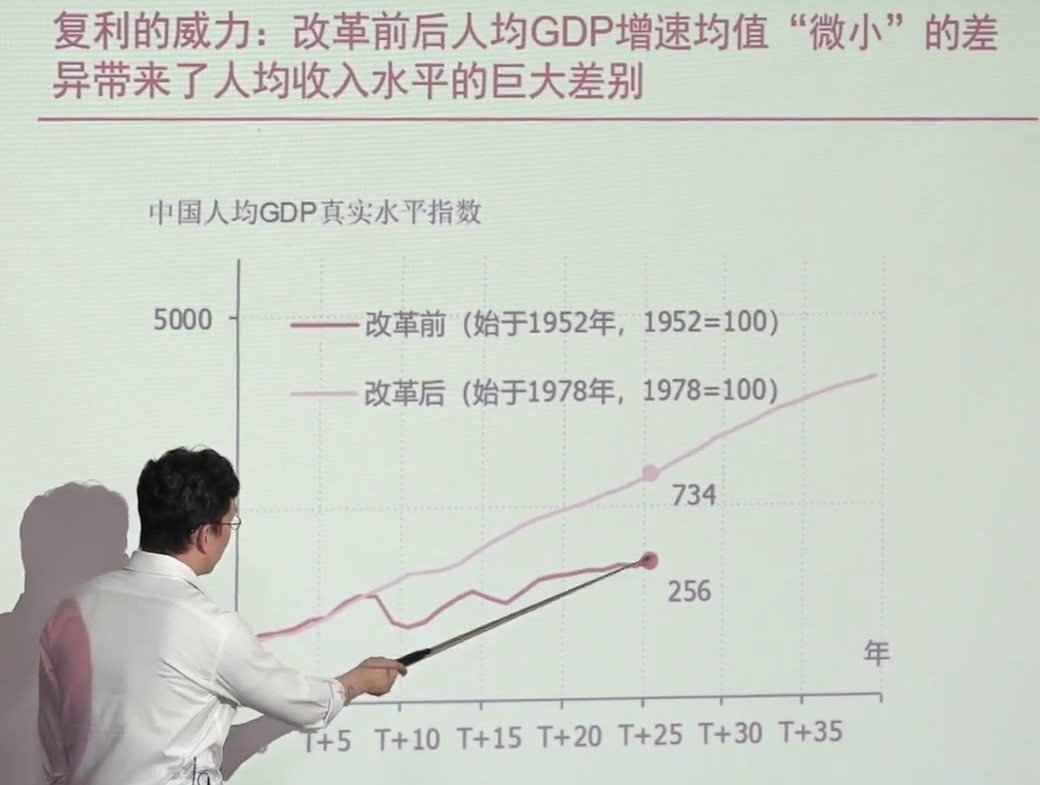 复利的威力：改革前后人均GDP增速均值“微小”的差
异带来了人均收入水平的巨大差别
中国人均GDP真实水平指数
5000
改革前（始于1952年，1952=100）
改革后（始于1978年，1978=100）
734
256
年
T+5 T+10 T+15 T+20 T+25 T+30 T+35